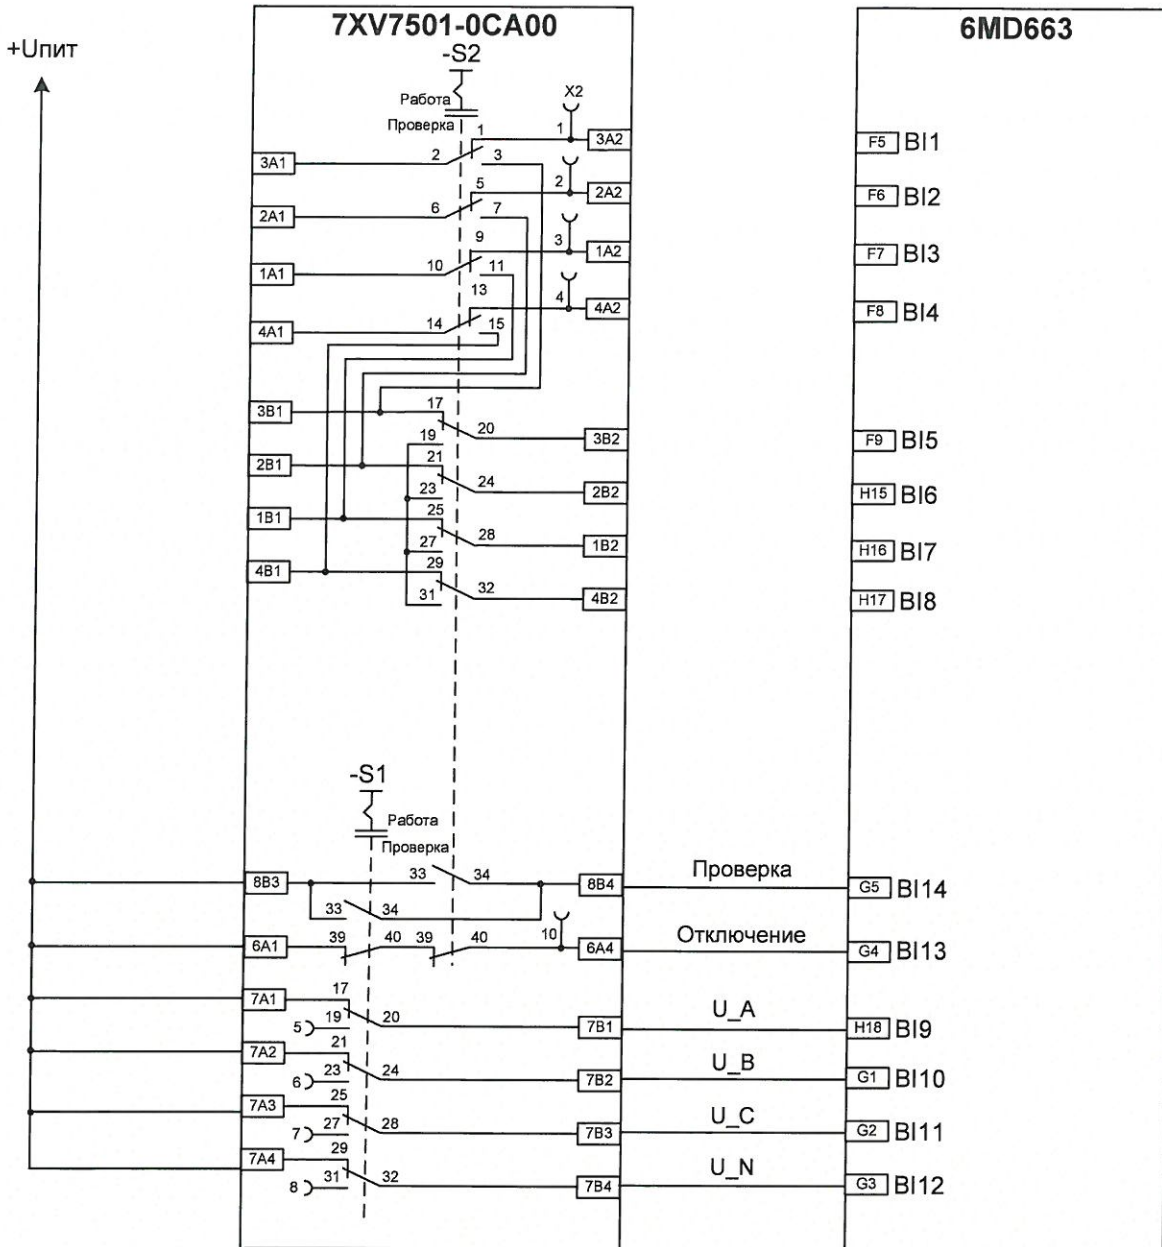 7XV7501-0CA00
6MD663
+Uпит
-S2
Работа
Проверка
X2
1
1
3A2
2
3
3A1
F5
BI1
5
2
2A2
6
7
2A1
F6
BI2
9
3
1A2
10
11
1A1
F7
BI3
13
4
4A2
14
15
4A1
F8
BI4
3B1
17
20
19
3B2
F9
BI5
2B1
21
24
23
2B2
H15
BI6
1B1
25
28
27
1B2
H16
BI7
4B1
29
32
31
4B2
H17
BI8
-S1
Работа
Проверка
8B3
33
34
8B4
Проверка
G5
BI14
33
34
6A1
39
40
39
40
10
6A4
Отключение
G4
BI13
7A1
17
5
19
20
7B1
U_A
H18
BI9
7A2
21
6
23
24
7B2
U_B
G1
BI10
7A3
25
7
27
28
7B3
U_C
G2
BI11
7A4
29
8
31
32
7B4
U_N
G3
BI12